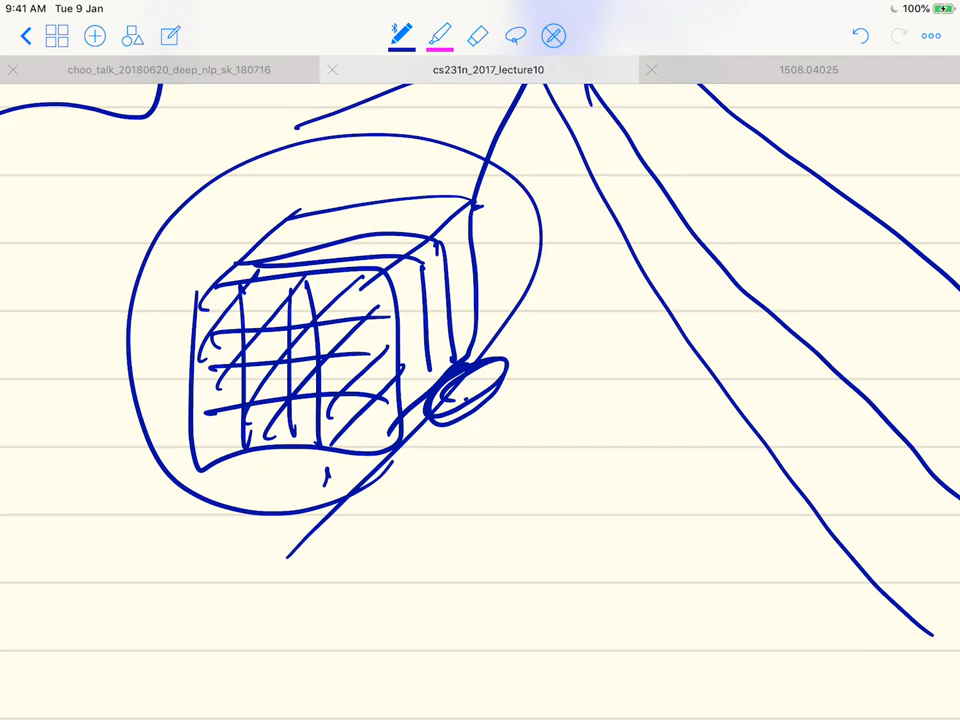 9:41 AM Tue 9 Jan 100%
choo_talk_20180620_deep_nlp_sk_180716 cs231n_2017_lecture10 1508.04025